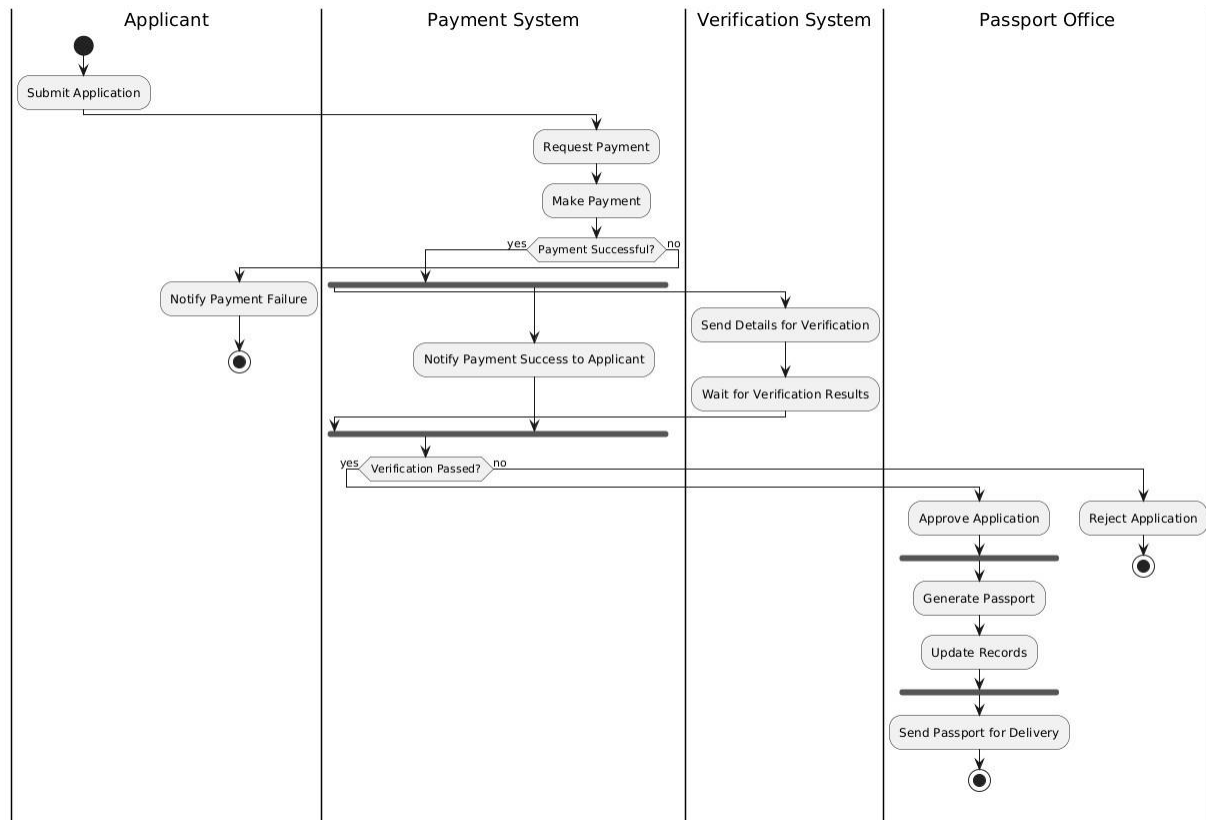 Applicant
Payment System
Verification System
Passport Office
Submit Application
Request Payment
Make Payment
yes
Payment Successful?
no
Notify Payment Failure
Send Details for Verification
Notify Payment Success to Applicant
Wait for Verification Results
yes
Verification Passed?
no
Approve Application
Reject Application
Generate Passport
Update Records
Send Passport for Delivery